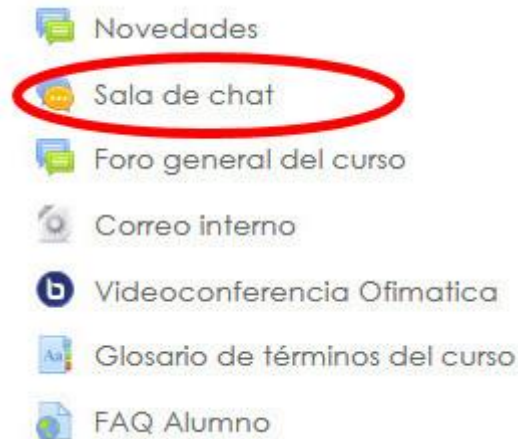 Novedades
Sala de chat
Foro general del curso
Correo interno
b Videoconferencia Ofimatica
Aa Glosario de términos del curso
FAQ Alumno